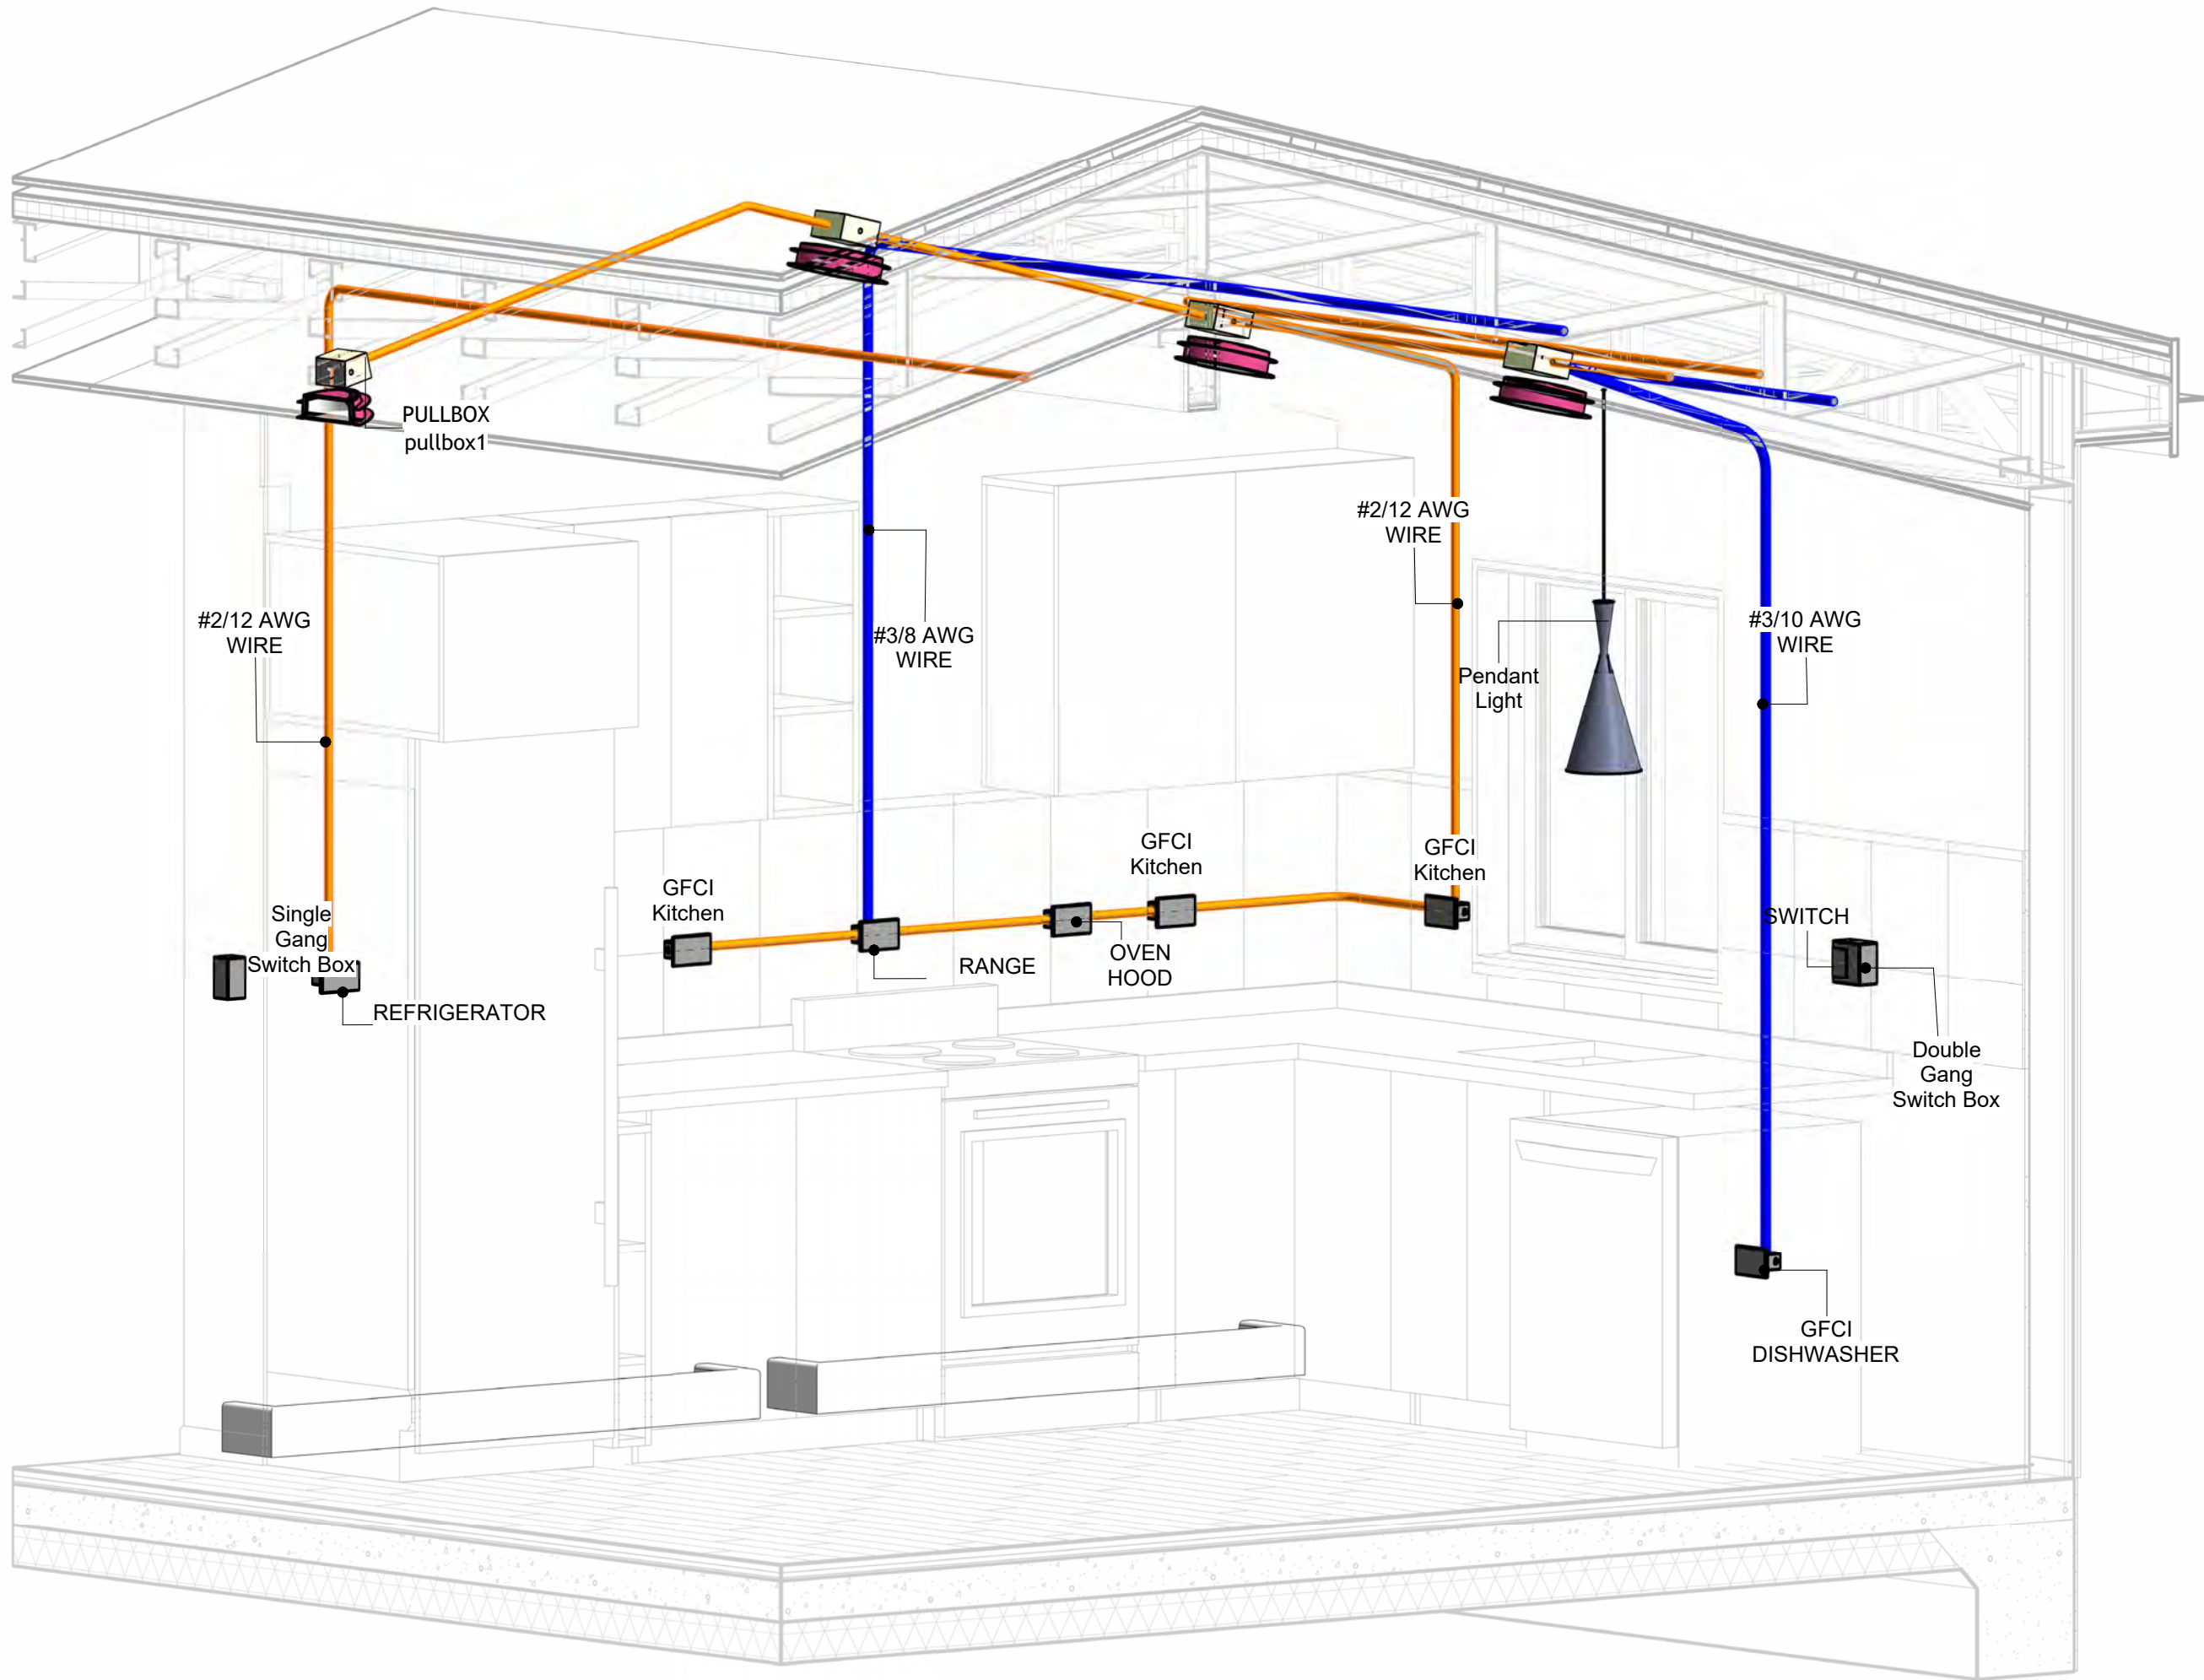 PULLBOX
pullbox1
#2/12 AWG
WIRE
#2/12 AWG
WIRE
#3/8 AWG
WIRE
#3/10 AWG
WIRE
Pendant
Light
GFCI
Kitchen
GFCI
Kitchen
GFCI
Kitchen
Single
Gang
Switch Box
SWITCH
OVEN
HOOD
RANGE
REFRIGERATOR
Double
Gang
Switch Box
GFCI
DISHWASHER